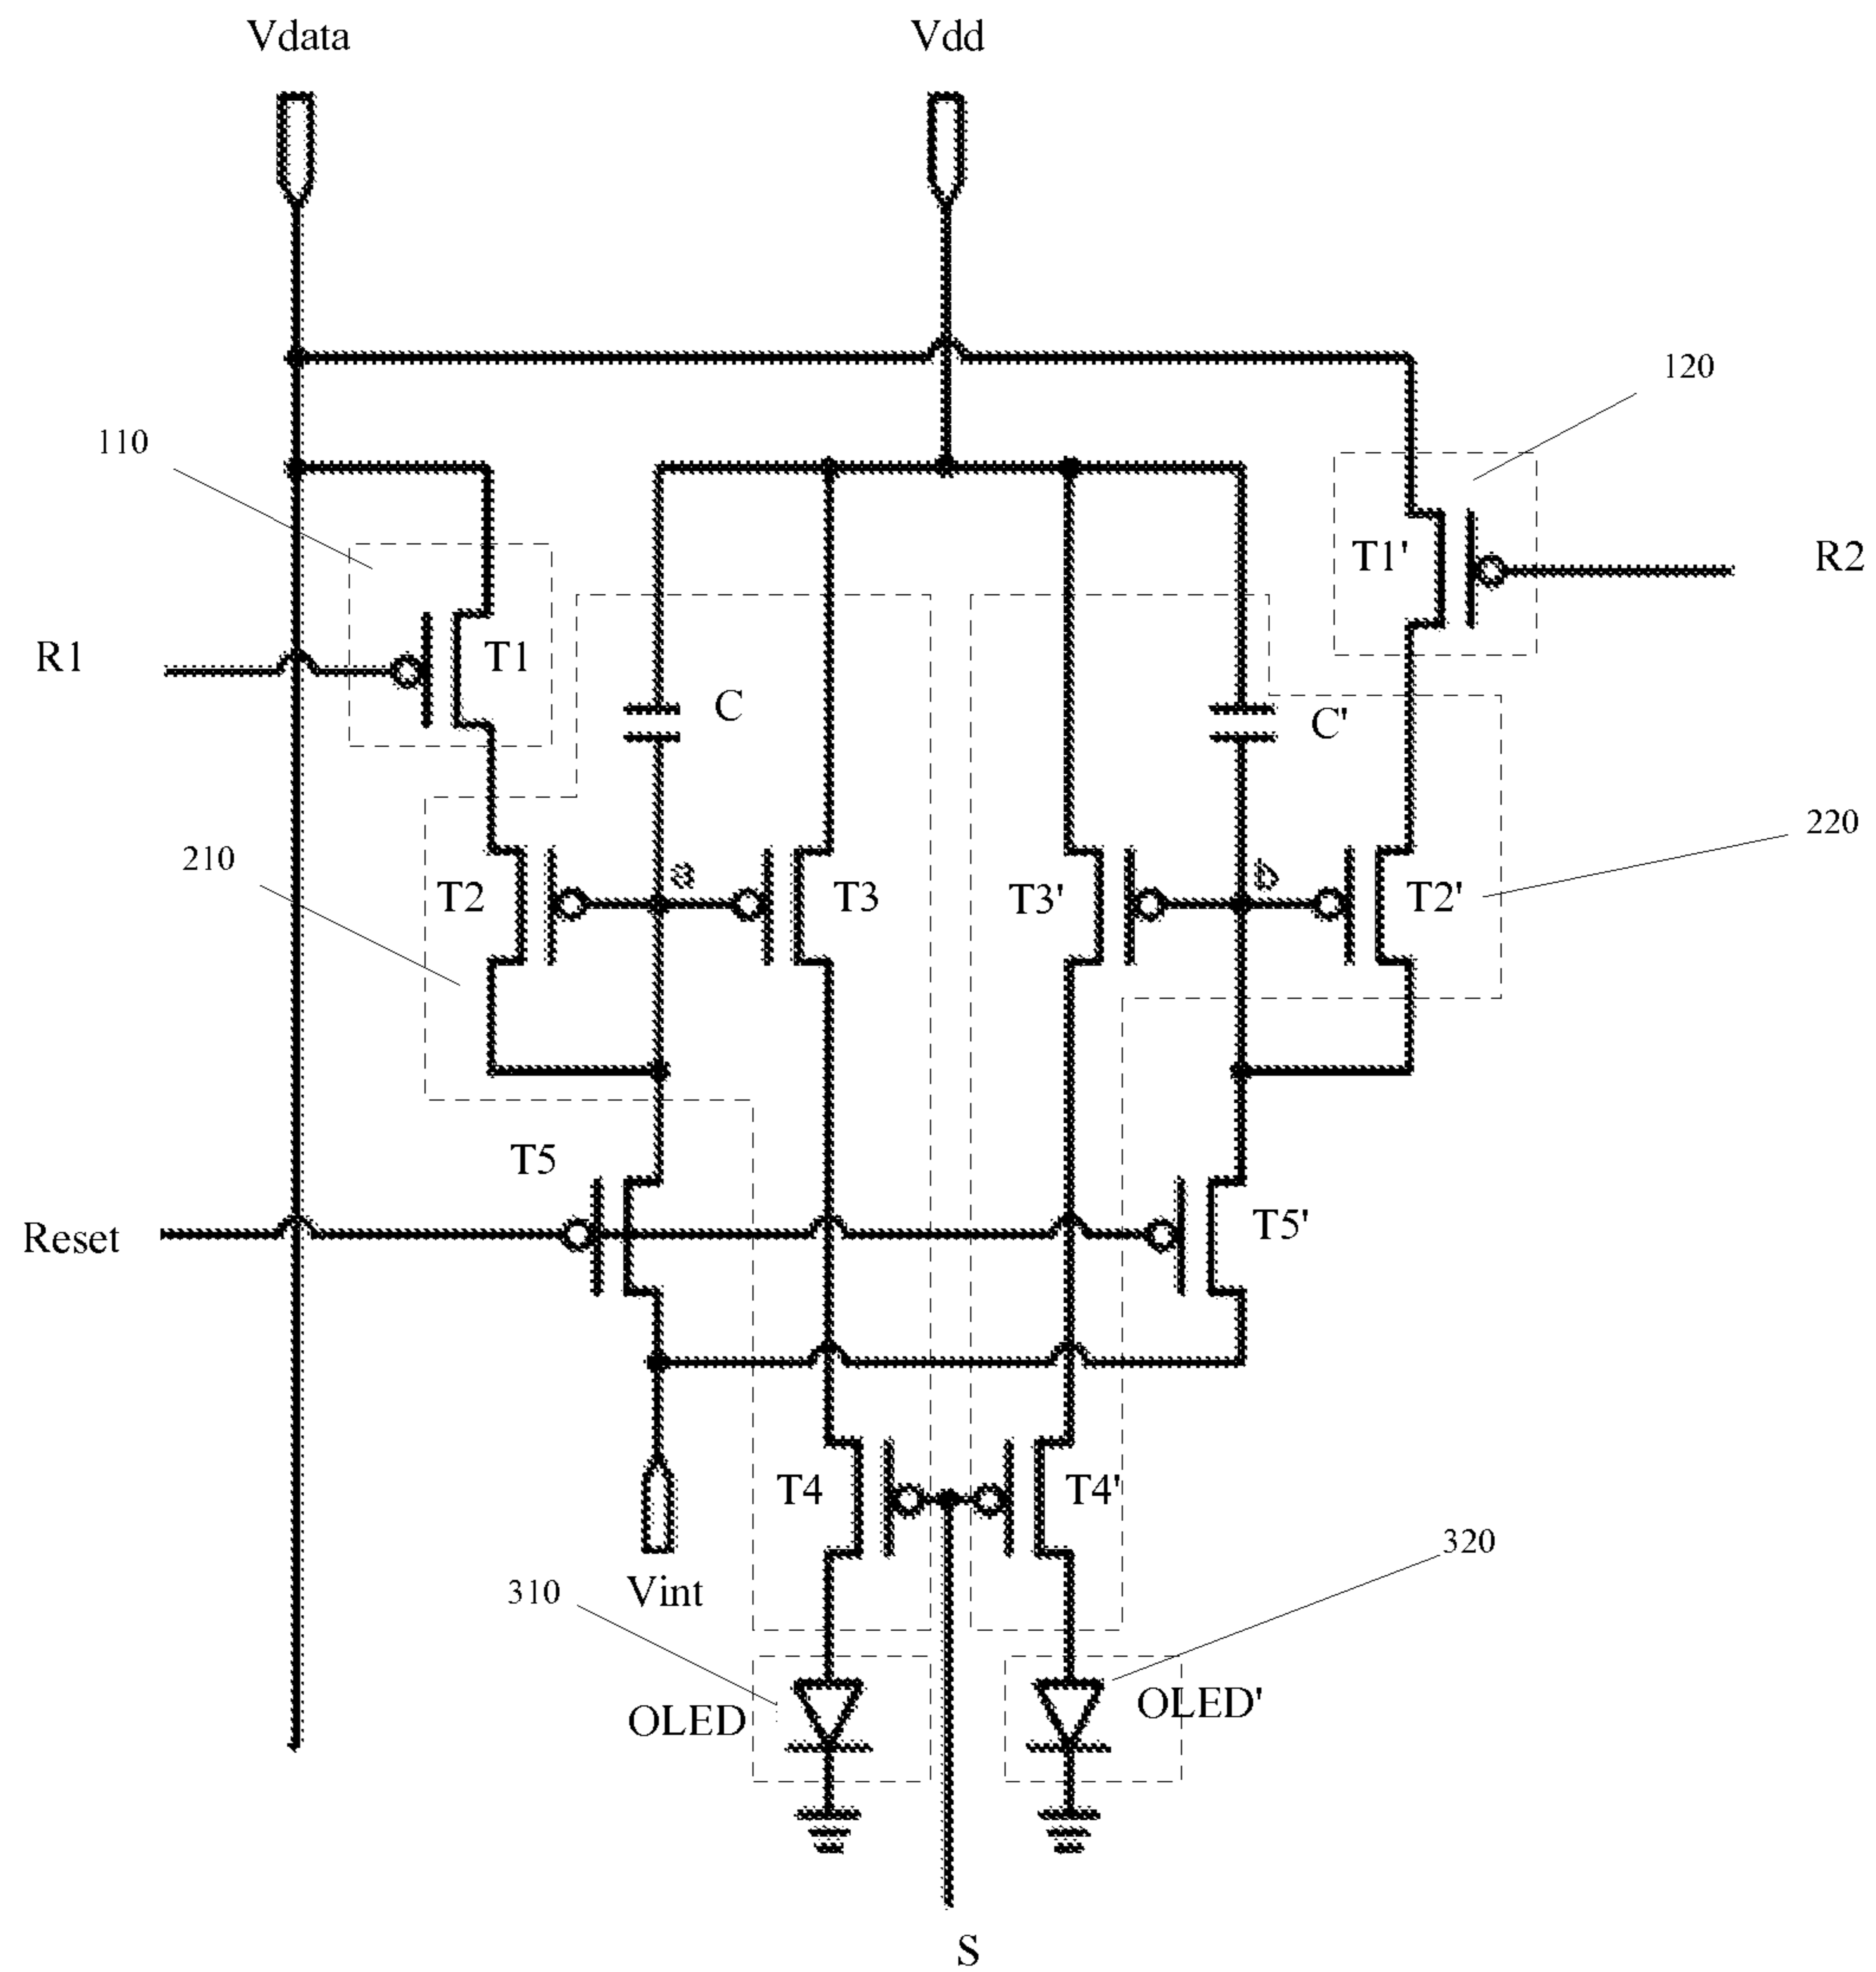 Vdata
Vdd
120
110
T1'
R2
R1
T1
C
C'
220
210
T2
a
T3
T3'
b
T2'
T5
Reset
T5'
T4
T4'
320
310
Vint
OLED
OLED'
S